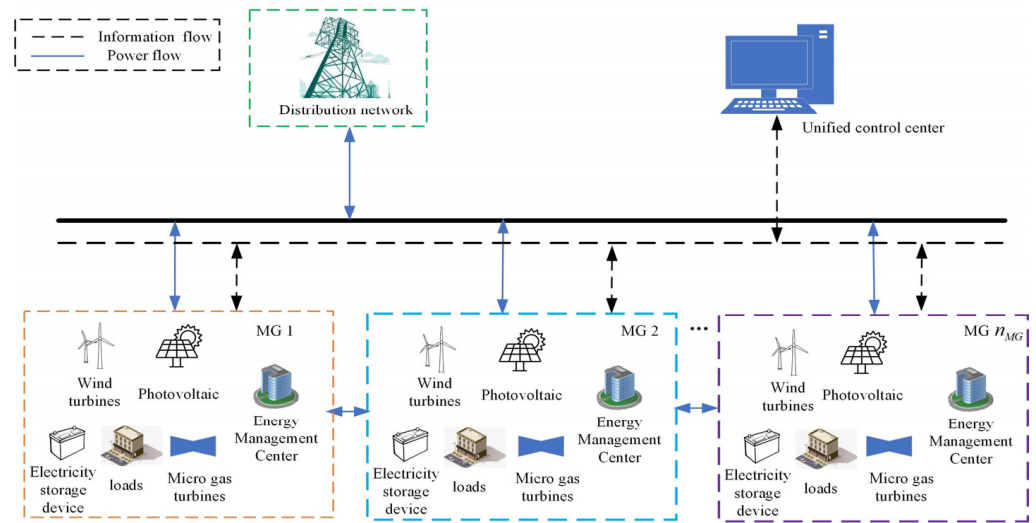 Information flow
Power flow
Distribution network
Unified control center
MG 1
Wind
turbines
Photovoltaic
Energy
Management
Center
Electricity
storage
device
loads
Micro gas
turbines
MG 2
Wind
turbines
Photovoltaic
Energy
Management
Center
Electricity
storage
device
loads
Micro gas
turbines
...
MG n_{MG}
Wind
turbines
Photovoltaic
Energy
Management
Center
Electricity
storage
device
loads
Micro gas
turbines